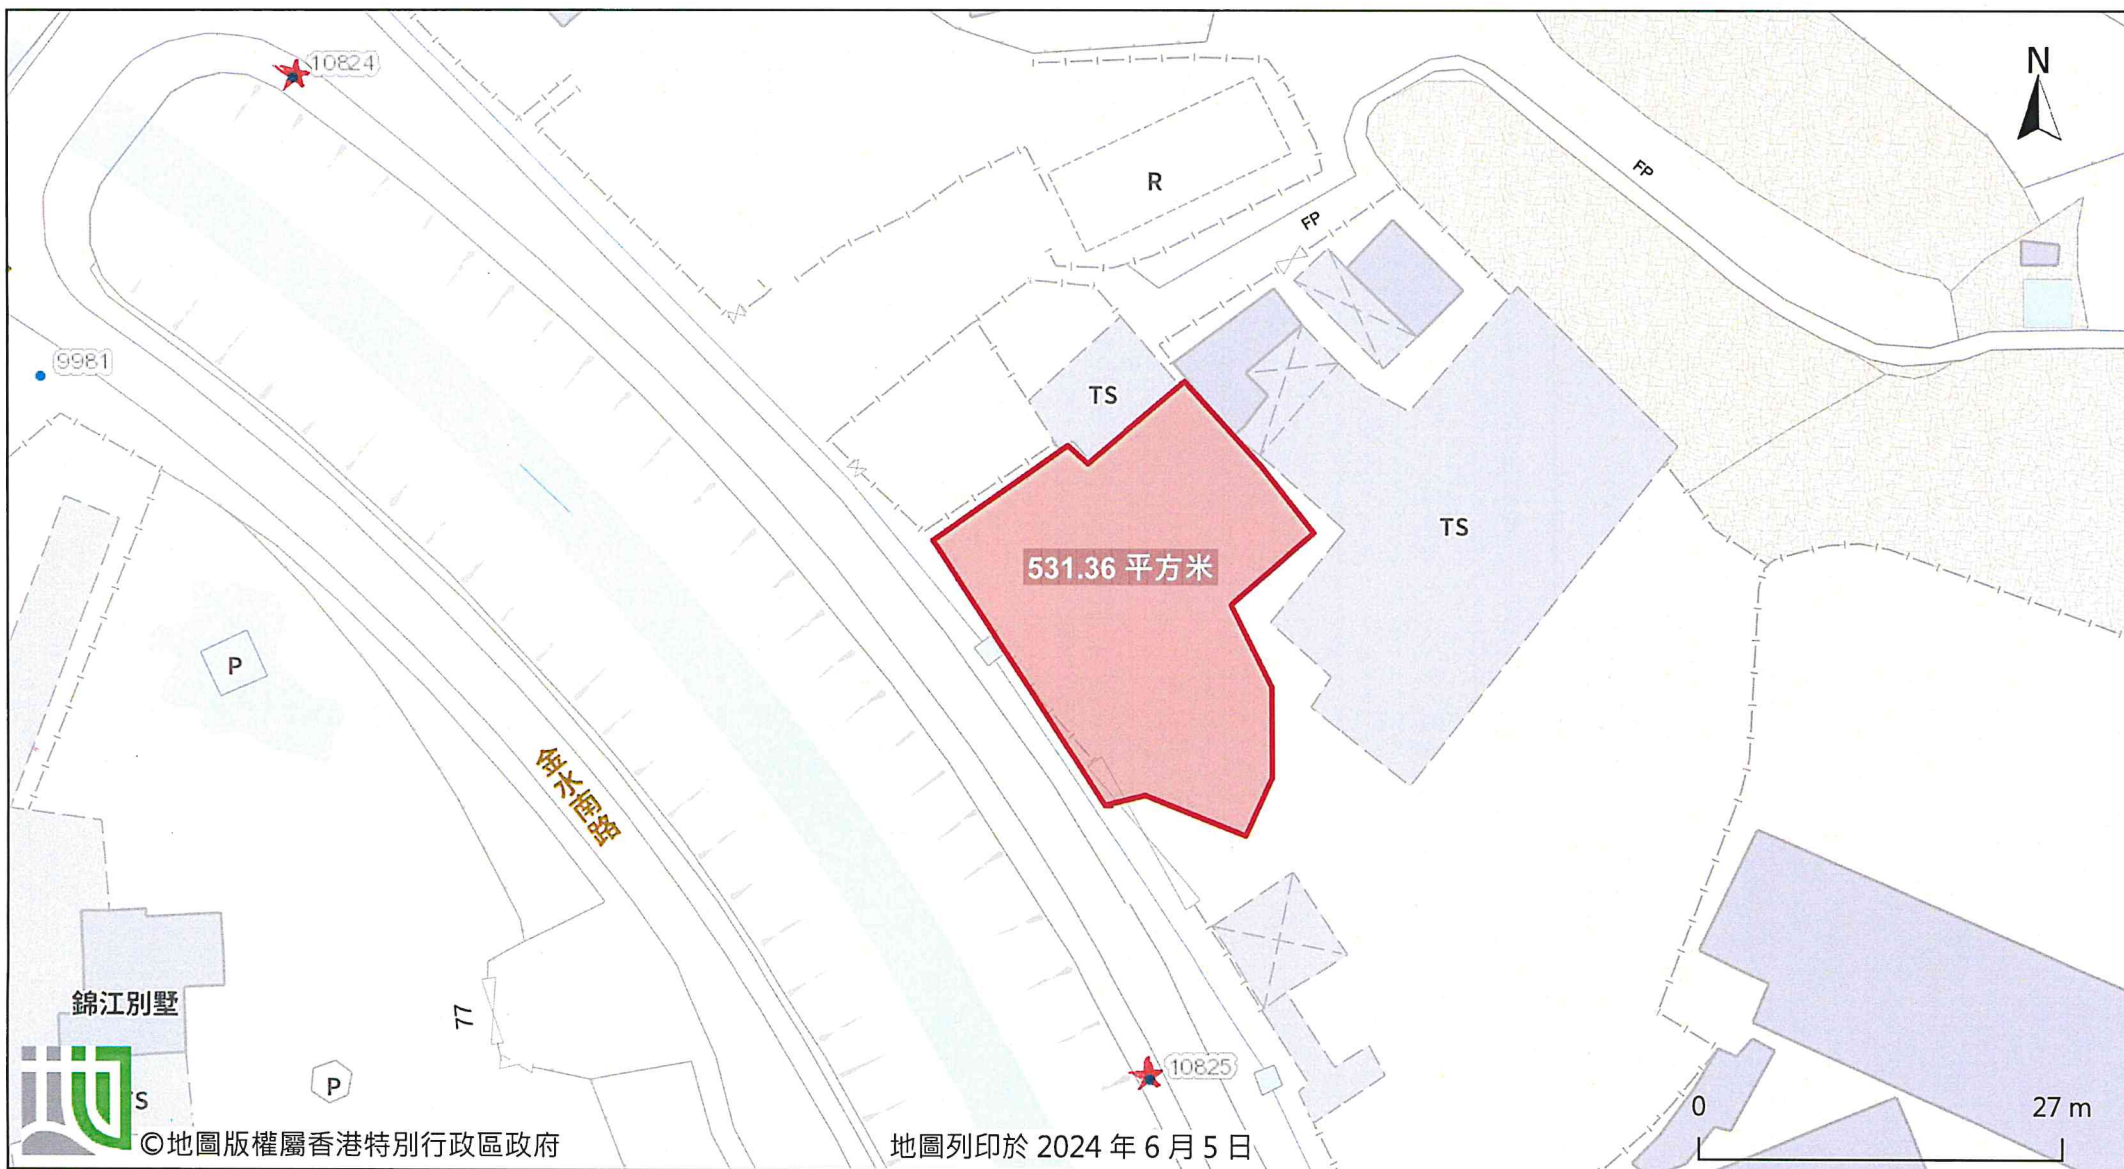 10824
N
R
FP
FP
9981
TS
TS
531.36 平方米
P
金水南路
錦江別墅
77
P
TS
10825
0 27 m
©地圖版權屬香港特別行政區政府
地圖列印於 2024 年 6 月 5 日